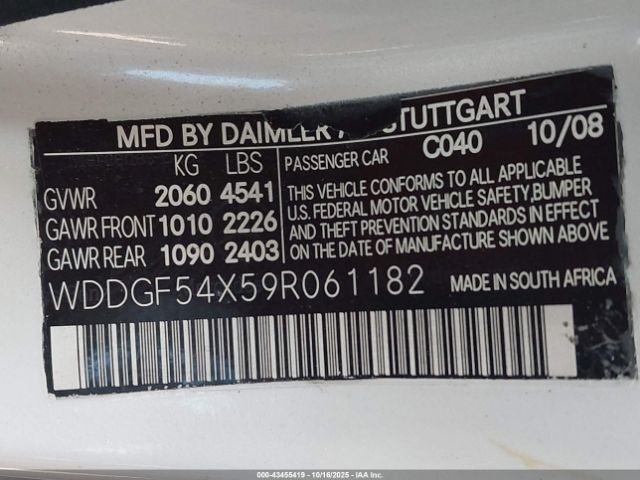 MFD BY DAIMLER STUTTGART
KG LBS
GVWR 2060 4541
GAWR FRONT 1010 2226
GAWR REAR 1090 2403
PASSENGER CAR C040 10/08
THIS VEHICLE CONFORMS TO ALL APPLICABLE
U.S. FEDERAL MOTOR VEHICLE SAFETY, BUMPER
AND THEFT PREVENTION STANDARDS IN EFFECT
ON THE DATE OF MANUFACTURE SHOWN ABOVE.
WDDGF54X59R061182
MADE IN SOUTH AFRICA
000-43455419 | 10/16/2025 | IAA Inc.